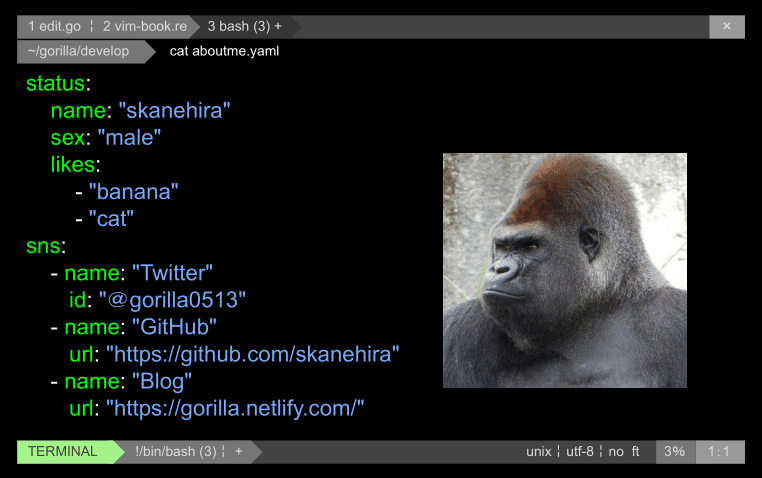 1 edit.go ¦ 2 vim-book.re 3 bash (3) + ×
~/gorilla/develop cat aboutme.yaml
status:
name: "skanehira"
sex: "male"
likes:
- "banana"
- "cat"
sns:
- name: "Twitter"
id: "@gorilla0513"
- name: "GitHub"
url: "https://github.com/skanehira"
- name: "Blog"
url: "https://gorilla.netlify.com/"
TERMINAL !/bin/bash (3) ¦ + unix ¦ utf-8 ¦ no ft 3% 1:1